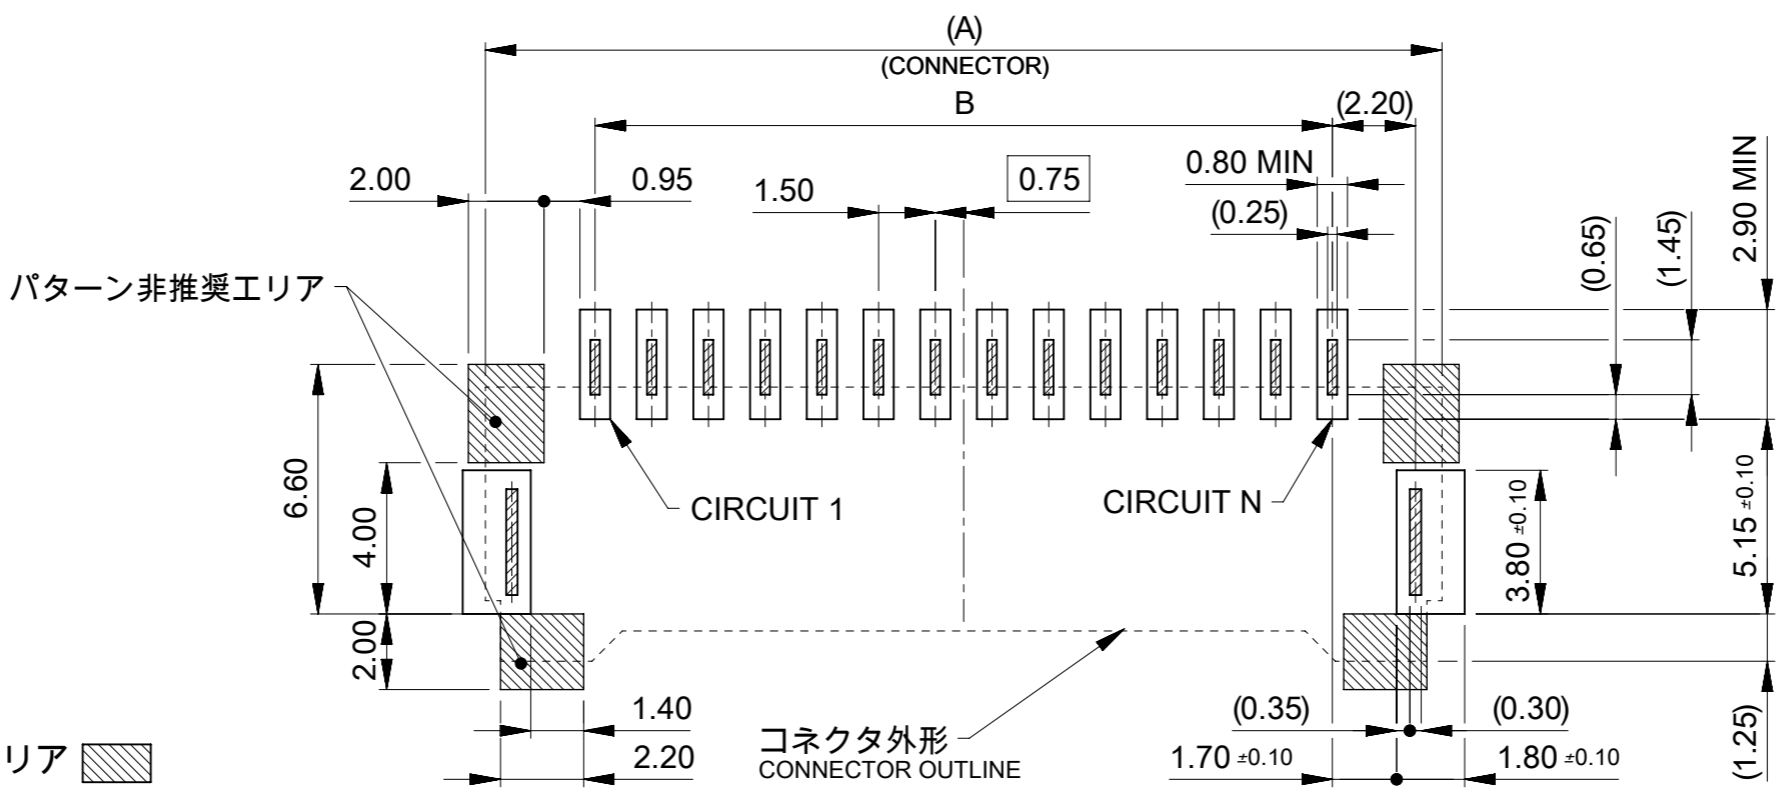 (A)
(CONNECTOR)
B
(2.20)
2.00
0.95
1.50
0.75
0.80 MIN
(0.25)
(0.65)
(1.45)
2.90 MIN
パターン非推奨エリア
6.60
4.00
2.00
CIRCUIT 1
CIRCUIT N
3.80 ±0.10
5.15 ±0.10
1.40
2.20
コネクタ外形
CONNECTOR OUTLINE
(0.35)
(0.30)
1.70 ±0.10
1.80 ±0.10
(1.25)
リア